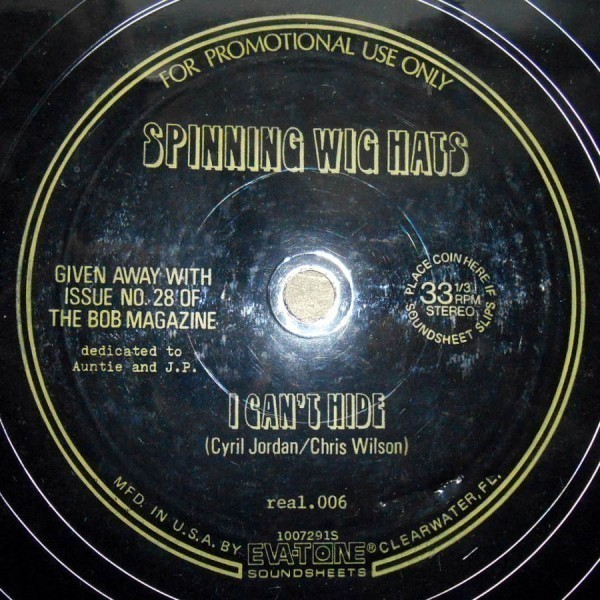 FOR PROMOTIONAL USE ONLY
SPINNING WIG HATS
GIVEN AWAY WITH
ISSUE NO. 28 OF
THE BOB MAGAZINE
dedicated to
Auntie and J.P.
PLACE COIN HERE IF
SOUNDSHEET SLIPS
33 1/3
RPM
STEREO
I CAN'T HIDE
(Cyril Jordan/Chris Wilson)
real.006
1007291S
MFD. IN U.S.A. BY EVA-TONE® CLEARWATER, FL.
SOUNDSHEETS